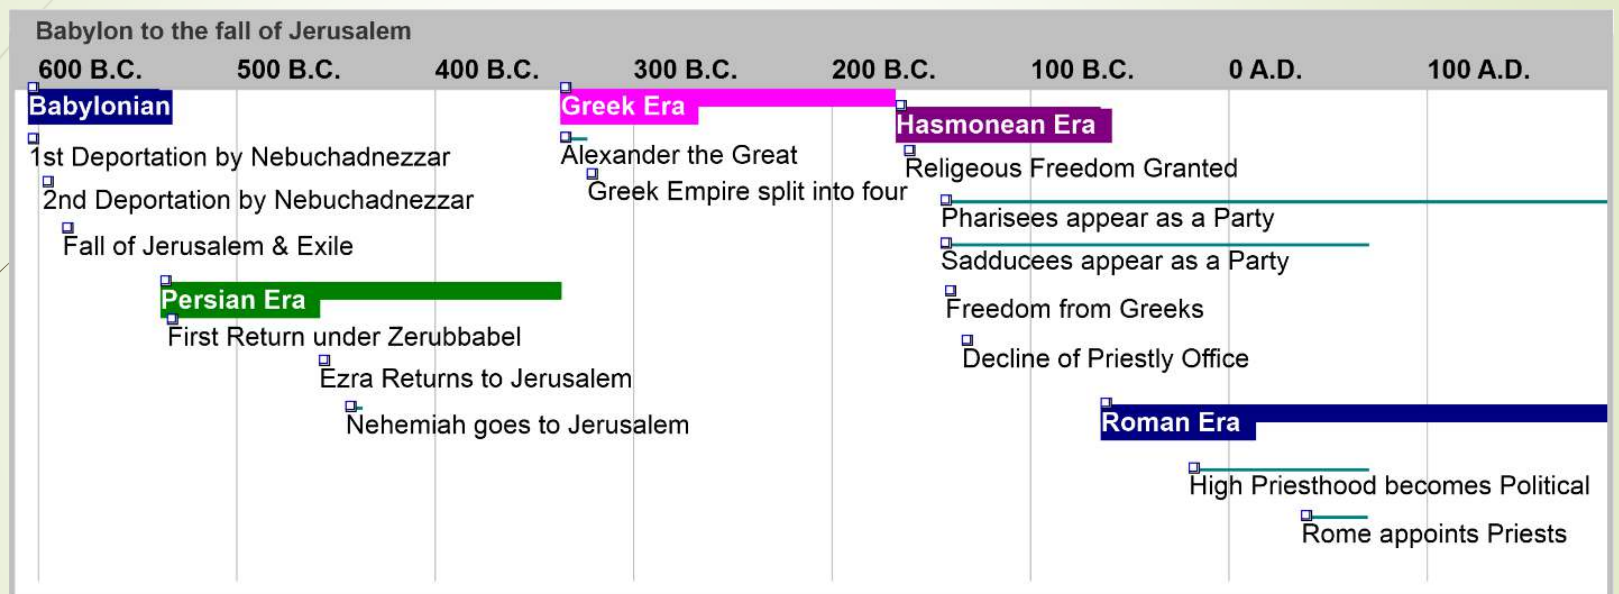 Babylon to the fall of Jerusalem
600 B.C. 500 B.C. 400 B.C. 300 B.C. 200 B.C. 100 B.C. 0 A.D. 100 A.D.
Babylonian
1st Deportation by Nebuchadnezzar
2nd Deportation by Nebuchadnezzar
Fall of Jerusalem & Exile
Persian Era
First Return under Zerubbabel
Ezra Returns to Jerusalem
Nehemiah goes to Jerusalem
Greek Era
Alexander the Great
Greek Empire split into four
Hasmonean Era
Religeous Freedom Granted
Pharisees appear as a Party
Sadducees appear as a Party
Freedom from Greeks
Decline of Priestly Office
Roman Era
High Priesthood becomes Political
Rome appoints Priests